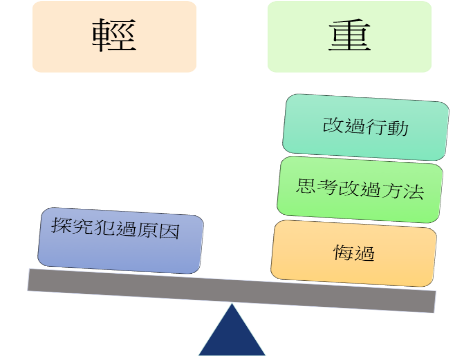 輕
重
改過行動
思考改過方法
探究犯過原因
悔過